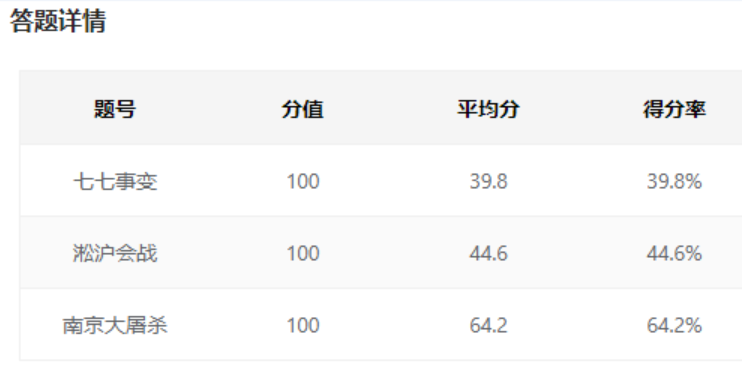 答题详情
题号 分值 平均分 得分率
七七事变 100 39.8 39.8%
淞沪会战 100 44.6 44.6%
南京大屠杀 100 64.2 64.2%